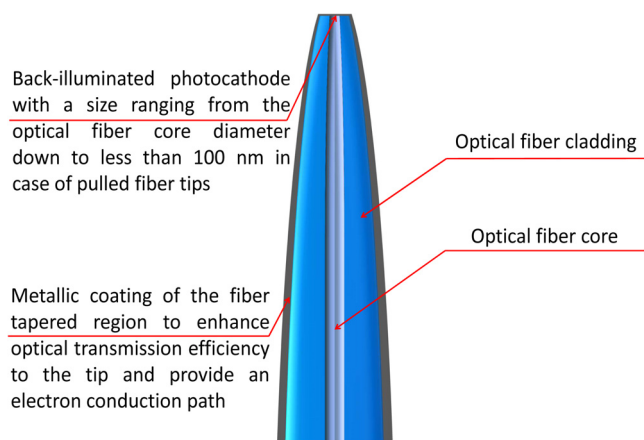 Back-illuminated photocathode
with a size ranging from the
optical fiber core diameter
down to less than 100 nm in
case of pulled fiber tips
Optical fiber cladding
Optical fiber core
Metallic coating of the fiber
tapered region to enhance
optical transmission efficiency
to the tip and provide an
electron conduction path